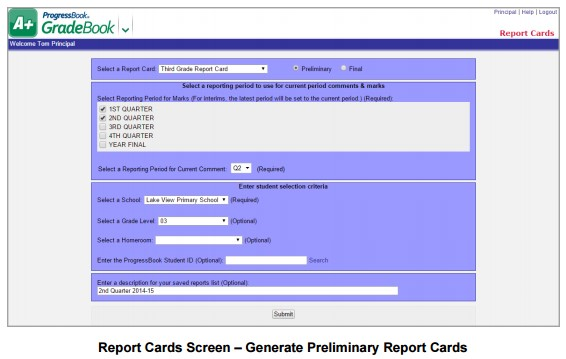 Principal | Help | Logout
A+ ProgressBook
GradeBook
Report Cards
Welcome Tom Principal
Select a Report Card: Third Grade Report Card Preliminary Final
Select a reporting period to use for current period comments & marks
Select Reporting Period for Marks (For interims, the latest period will be set to the current period.) (Required):
1ST QUARTER
2ND QUARTER
3RD QUARTER
4TH QUARTER
YEAR FINAL
Select a Reporting Period for Current Comment: Q2 (Required)
Enter student selection criteria
Select a School: Lake View Primary School (Required)
Select a Grade Level: 03 (Optional)
Select a Homeroom: (Optional)
Enter the ProgressBook Student ID (Optional): Search
Enter a description for your saved reports list (Optional):
2nd Quarter 2014-15
Submit
Report Cards Screen – Generate Preliminary Report Cards